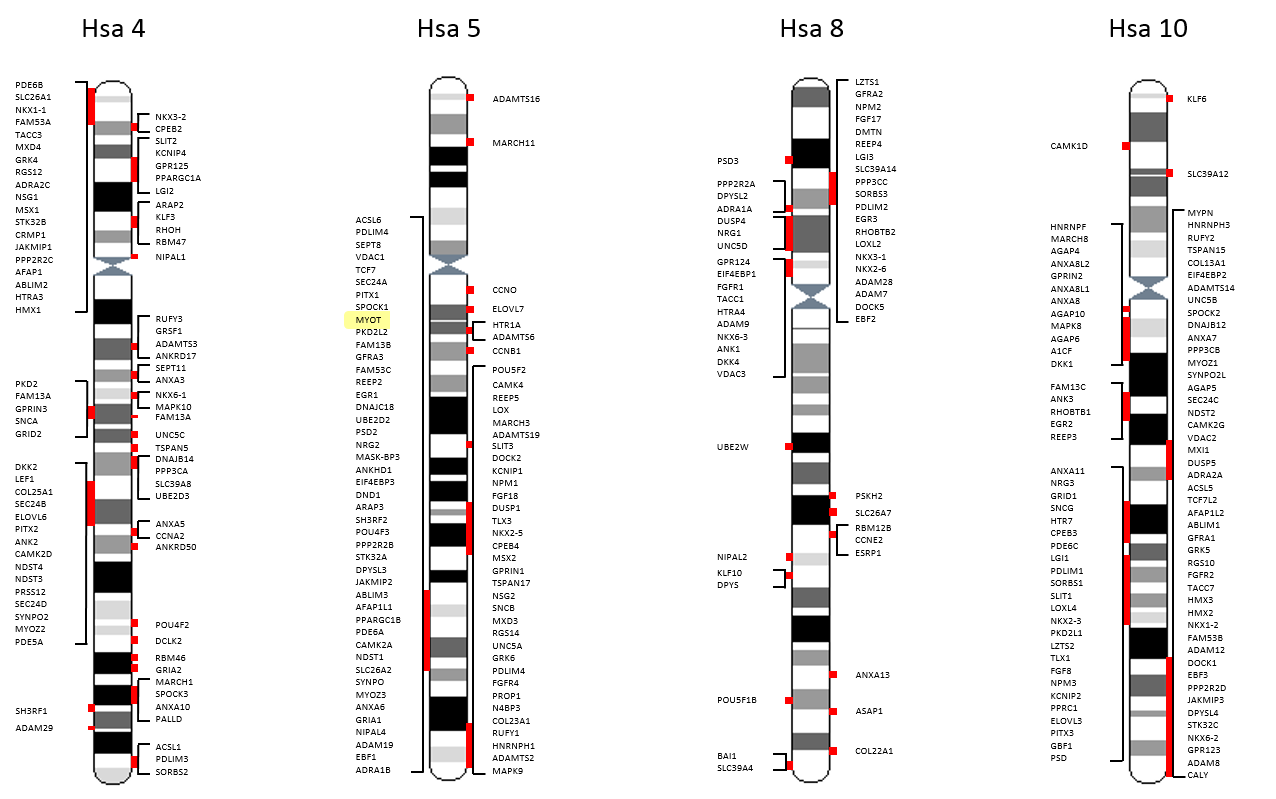 Hsa 4
PDE6B
SLC26A1
NKX1-1
FAM53A
TACC3
MXD4
GRK4
RGS12
ADRA2C
NSG1
MSX1
STK32B
CRMP1
JAKMIP1
PPP2R2C
AFAP1
ABLIM2
HTRA3
HMX1
PKD2
FAM13A
GPRIN3
SNCA
GRID2
DKK2
LEF1
COL25A1
SEC24B
ELOVL6
PITX2
ANK2
CAMK2D
NDST4
NDST3
PRSS12
SEC24D
SYNPO2
MYOZ2
PDE5A
SH3RF1
ADAM29
NKX3-2
CPEB2
SLIT2
KCNIP4
GPR125
PPARGC1A
LGI2
ARAP2
KLF3
RHOH
RBM47
NIPAL1
RUFY3
GRSF1
ADAMTS3
ANKRD17
SEPT11
ANXA3
NKX6-1
MAPK10
FAM13A
UNC5C
TSPAN5
DNAJB14
PPP3CA
SLC39A8
UBE2D3
ANXA5
CCNA2
ANKRD50
POU4F2
DCLK2
RBM46
GRIA2
MARCH1
SPOCK3
ANXA10
PALLD
ACSL1
PDLIM3
SORBS2
Hsa 5
ACSL6
PDLIM4
SEPT8
VDAC1
TCF7
SEC24A
PITX1
SPOCK1
MYOT
PKD2L2
FAM13B
GFRA3
FAM53C
REEP2
EGR1
DNAJC18
UBE2D2
PSD2
NRG2
MASK-BP3
ANKHD1
EIF4EBP3
DND1
ARAP3
SH3RF2
POU4F3
PPP2R2B
STK32A
DPYSL3
JAKMIP2
ABLIM3
AFAP1L1
PPARGC1B
PDE6A
CAMK2A
NDST1
SLC26A2
SYNPO
MYOZ3
ANXA6
GRIA1
NIPAL4
ADAM19
EBF1
ADRA1B
ADAMTS16
MARCH11
CCNO
ELOVL7
HTR1A
ADAMTS6
CCNB1
POU5F2
CAMK4
REEP5
LOX
MARCH3
ADAMTS19
SLIT3
DOCK2
KCNIP1
NPM1
FGF18
DUSP1
TLX3
NKX2-5
CPEB4
MSX2
GPRIN1
TSPAN17
NSG2
SNCB
MXD3
RGS14
UNC5A
GRK6
PDLIM4
FGFR4
PROP1
N4BP3
COL23A1
RUFY1
HNRNPH1
ADAMTS2
MAPK9
Hsa 8
PSD3
PPP2R2A
DPYSL2
ADRA1A
DUSP4
NRG1
UNC5D
GPR124
EIF4EBP1
FGFR1
TACC1
HTRA4
ADAM9
NKX6-3
ANK1
DKK4
VDAC3
UBE2W
NIPAL2
KLF10
DPYS
POU5F1B
BAI1
SLC39A4
LZTS1
GFRA2
NPM2
FGF17
DMTN
REEP4
LGI3
SLC39A14
PPP3CC
SORBS3
PDLIM2
EGR3
RHOBTB2
LOXL2
NKX3-1
NKX2-6
ADAM28
ADAM7
DOCK5
EBF2
PSKH2
SLC26A7
RBM12B
CCNE2
ESRP1
ANXA13
ASAP1
COL22A1
Hsa 10
CAMK1D
HNRNPF
MARCH8
AGAP4
ANXA8L2
GPRIN2
ANXA8L1
ANXA8
AGAP10
MAPK8
AGAP6
A1CF
DKK1
FAM13C
ANK3
RHOBTB1
EGR2
REEP3
ANXA11
NRG3
GRID1
SNCG
HTR7
CPEB3
PDE6C
LGI1
PDLIM1
SORBS1
SLIT1
LOXL4
NKX2-3
PKD2L1
LZTS2
TLX1
FGF8
NPM3
KCNIP2
PPRC1
ELOVL3
PITX3
GBF1
PSD
KLF6
SLC39A12
MYPN
HNRNPH3
RUFY2
TSPAN15
COL13A1
EIF4EBP2
ADAMTS14
UNC5B
SPOCK2
DNAJB12
ANXA7
PPP3CB
MYOZ1
SYNPO2L
AGAP5
SEC24C
NDST2
CAMK2G
VDAC2
MXI1
DUSP5
ADRA2A
ACSL5
TCF7L2
AFAP1L2
ABLIM1
GFRA1
GRK5
RGS10
FGFR2
TACC7
HMX3
HMX2
NKX1-2
FAM53B
ADAM12
DOCK1
EBF3
PPP2R2D
JAKMIP3
DPYSL4
STK32C
NKX6-2
GPR123
ADAM8
CALY